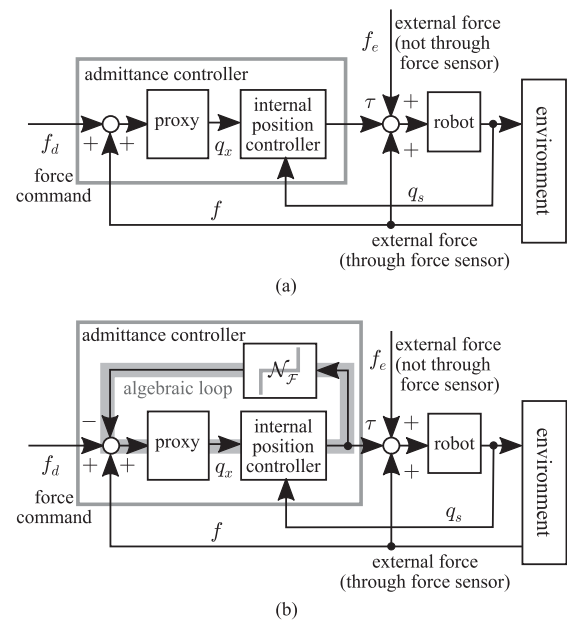 external force
(not through
force sensor)
f_e
admittance controller
τ
+
+
proxy
internal
position
controller
robot
environment
f_d
+
+
q_x
force
command
f
q_s
external force
(through force sensor)
(a)
admittance controller
external force
(not through
force sensor)
f_e
𝒩_ℱ
algebraic loop
−
τ
+
+
proxy
internal
position
controller
robot
environment
f_d
+
+
q_x
force
command
f
q_s
external force
(through force sensor)
(b)